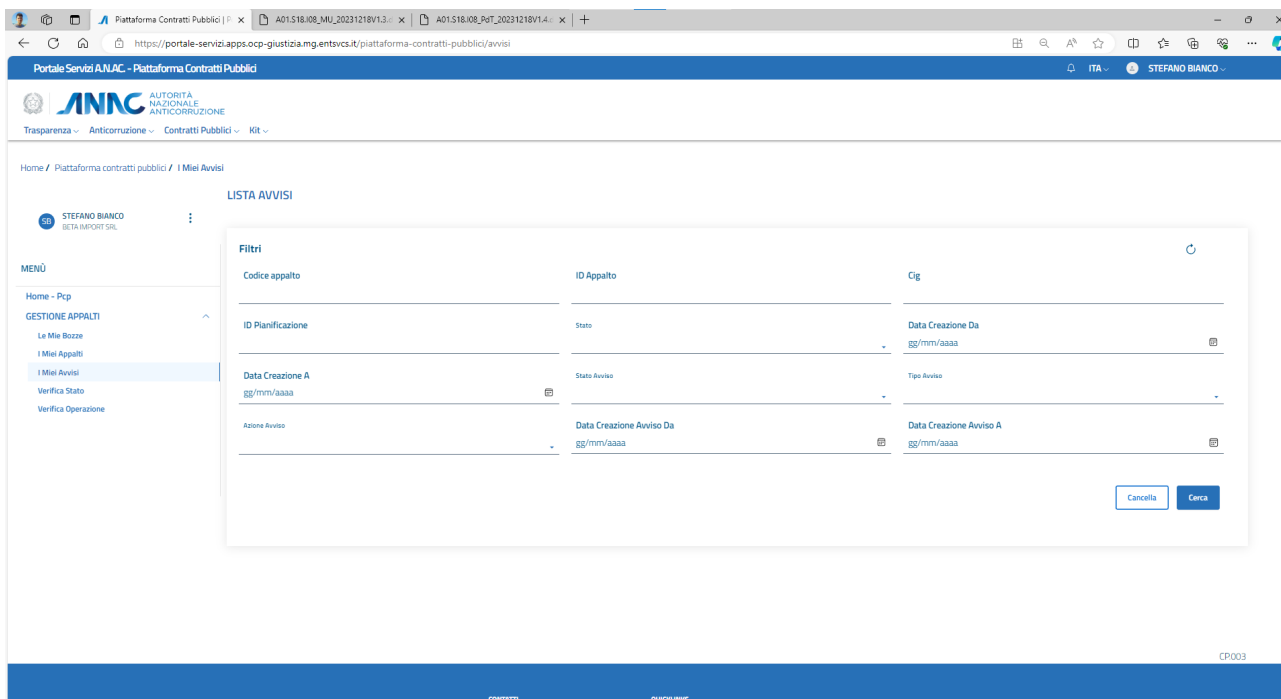 Piattaforma Contratti Pubblici | P
A01.S18.I08_MU_20231218V1.3.c
A01.S18.I08_PdT_20231218V1.4.c
https://portale-servizi.apps.ocp-giustizia.mg.entsvcs.it/piattaforma-contratti-pubblici/avvisi
Portale Servizi A.N.AC. - Piattaforma Contratti Pubblici
ITA
STEFANO BIANCO
ANAC
AUTORITÀ
NAZIONALE
ANTICORRUZIONE
Trasparenza Anticorruzione Contratti Pubblici Kit
Home / Piattaforma contratti pubblici / I Miei Avvisi
LISTA AVVISI
SB
STEFANO BIANCO
BETA IMPORT SRL
MENÙ
Home - Pcp
GESTIONE APPALTI
Le Mie Bozze
I Miei Appalti
I Miei Avvisi
Verifica Stato
Verifica Operazione
Filtri
Codice appalto ID Appalto Cig
ID Pianificazione Stato Data Creazione Da
gg/mm/aaaa
Data Creazione A Stato Avviso Tipo Avviso
gg/mm/aaaa
Azione Avviso Data Creazione Avviso Da Data Creazione Avviso A
gg/mm/aaaa gg/mm/aaaa
Cancella Cerca
CP.003